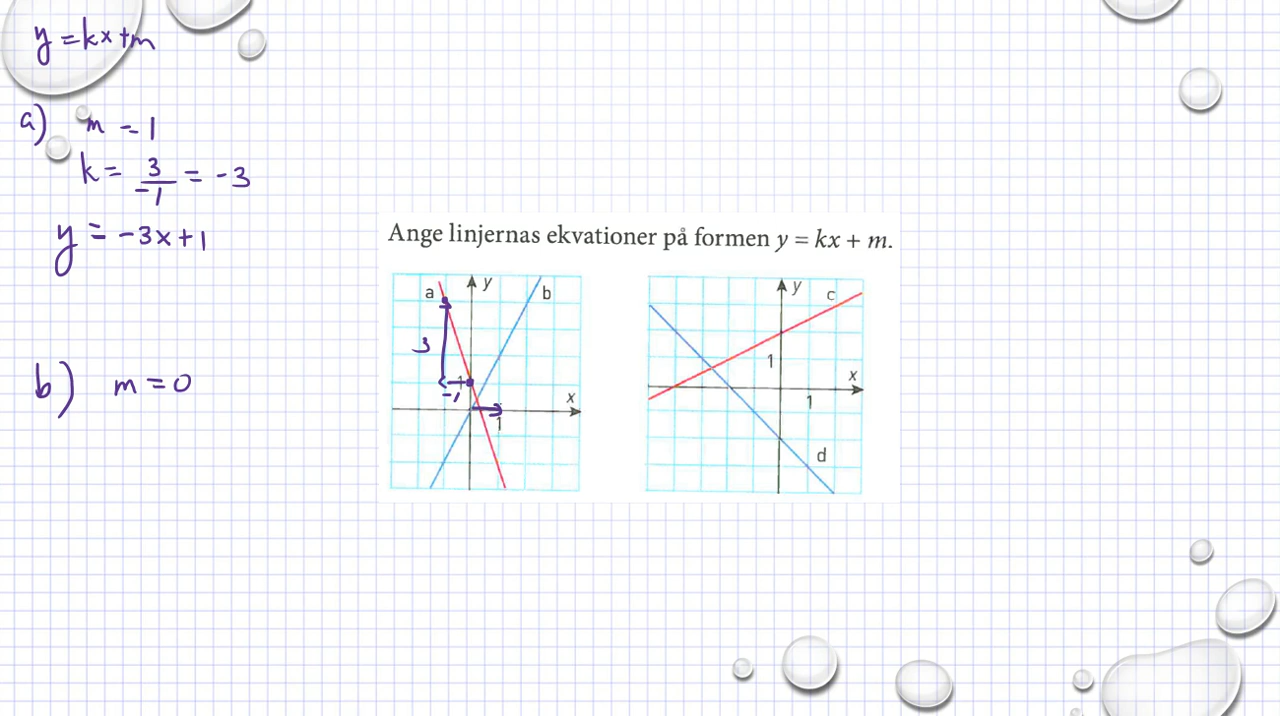 y = kx + m
a) m = 1
k = 3/-1 = -3
y = -3x + 1
b) m = 0
Ange linjernas ekvationer på formen y = kx + m.
a
y
b
3
1
-1
x
1
y
c
1
x
1
d